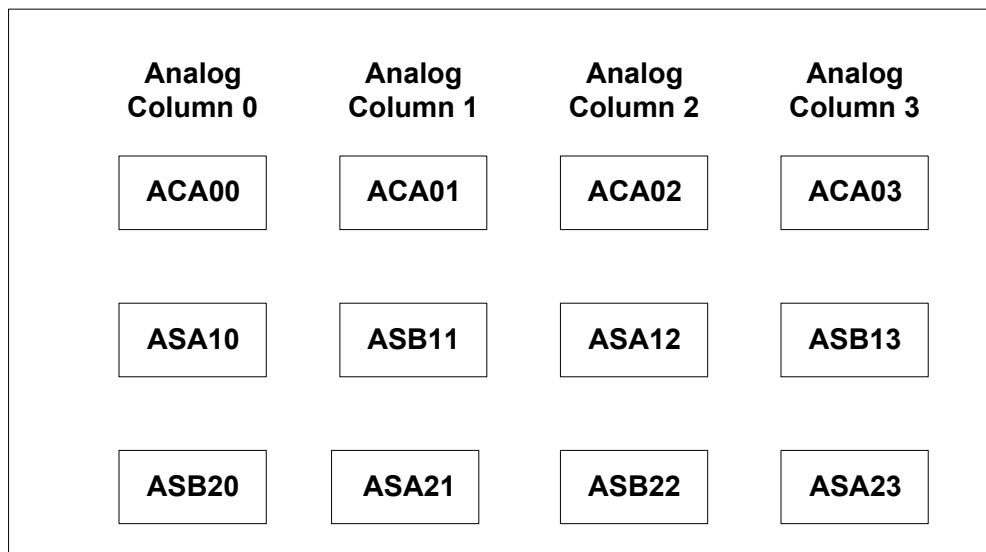 Analog Column 0
Analog Column 1
Analog Column 2
Analog Column 3
ACA00 ACA01 ACA02 ACA03
ASA10 ASB11 ASA12 ASB13
ASB20 ASA21 ASB22 ASA23